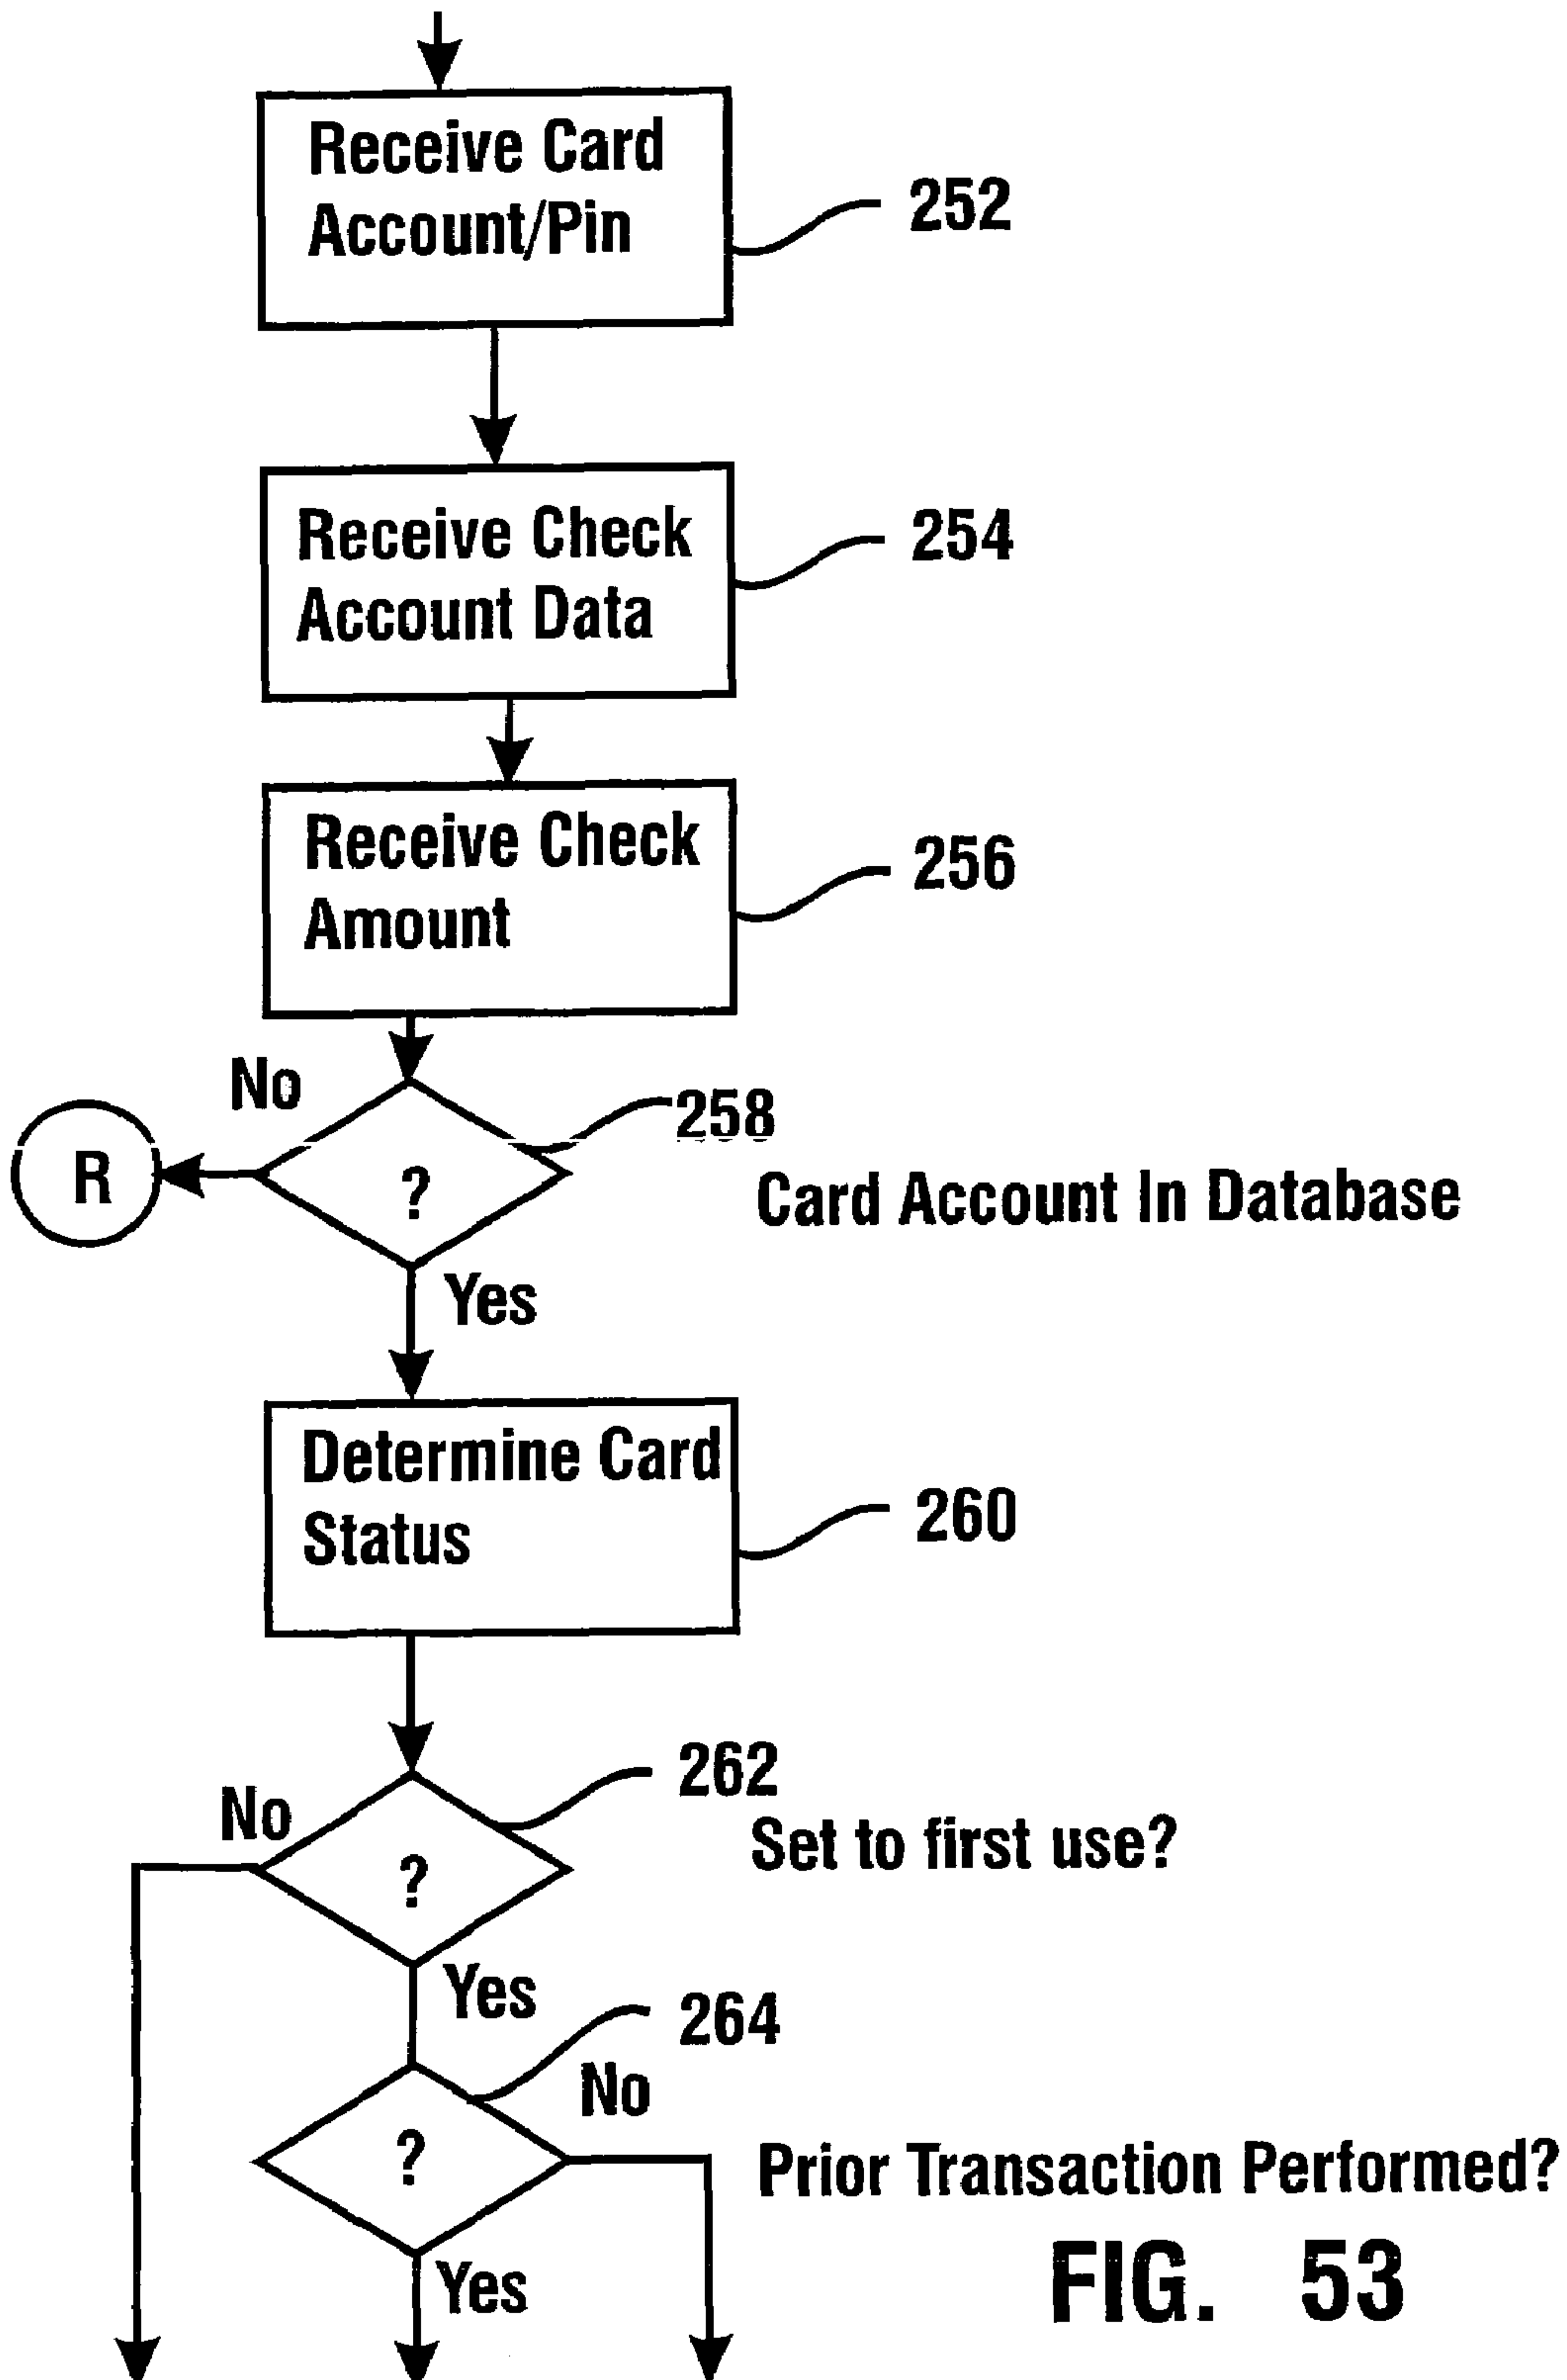 Receive Card
Account/Pin
252
Receive Check
Account Data
254
Receive Check
Amount
256
No
258
R
?
Card Account In Database
Yes
Determine Card
Status
260
262
No
Set to first use?
?
Yes
264
No
?
Prior Transaction Performed?
Yes
FIG. 53